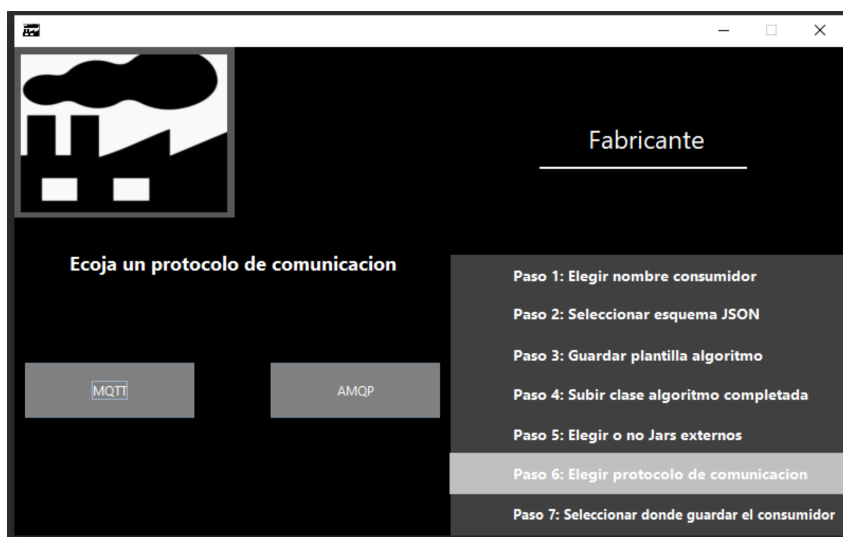 Fabricante
Ecoja un protocolo de comunicacion
MQTT
AMQP
Paso 1: Elegir nombre consumidor
Paso 2: Seleccionar esquema JSON
Paso 3: Guardar plantilla algoritmo
Paso 4: Subir clase algoritmo completada
Paso 5: Elegir o no Jars externos
Paso 6: Elegir protocolo de comunicacion
Paso 7: Seleccionar donde guardar el consumidor